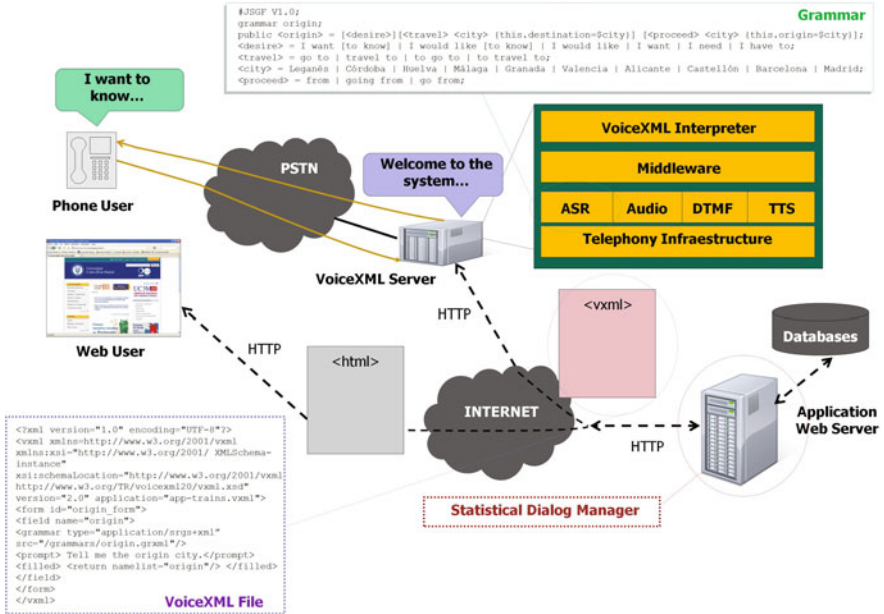 #JSGF V1.0;
grammar origin;
public <origin> = [<desire>][<travel> <city> {this.destination=$city}] [<proceed> <city> {this.origin=$city}];
<desire> = I want [to know] | I would like [to know] | I would like | I want | I need | I have to;
<travel> = go to | travel to | to go to | to travel to;
<city> = Leganés | Córdoba | Huelva | Málaga | Granada | Valencia | Alicante | Castellón | Barcelona | Madrid;
<proceed> = from | going from | go from;
Grammar
I want to
know...
Phone User
PSTN
Welcome to the
system...
VoiceXML Server
VoiceXML Interpreter
Middleware
ASR
Audio
DTMF
TTS
Telephony Infraestructure
Web User
HTTP
<html>
HTTP
<vxml>
INTERNET
HTTP
Databases
Application
Web Server
Statistical Dialog Manager
<?xml version="1.0" encoding="UTF-8"?>
<vxml xmlns=http://www.w3.org/2001/vxml
xmlns:xsi="http://www.w3.org/2001/ XMLSchema-
instance"
xsi:schemaLocation="http://www.w3.org/2001/vxml
http://www.w3.org/TR/voicexml20/vxml.xsd"
version="2.0" application="app-trains.vxml">
<form id="origin_form">
<field name="origin">
<grammar type="application/srgs+xml"
src="/grammars/origin.grxml"/>
<prompt> Tell me the origin city.</prompt>
<filled> <return namelist="origin"/> </filled>
</field>
</form>
</vxml>
VoiceXML File